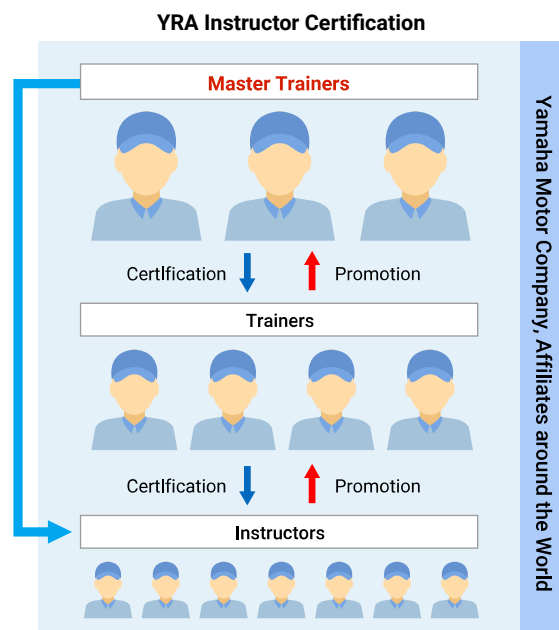 YRA Instructor Certification
Master Trainers
Certification
Promotion
Trainers
Certification
Promotion
Instructors
Yamaha Motor Company, Affiliates around the World